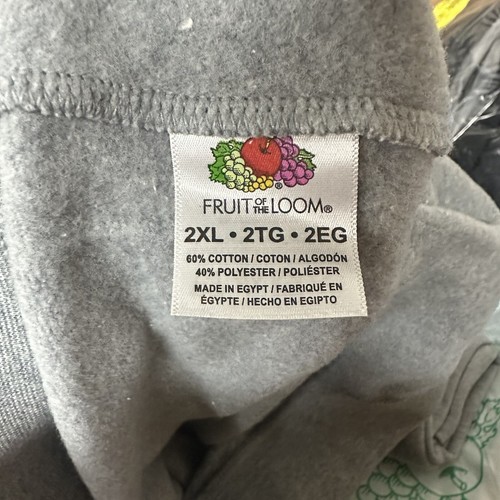 FRUIT OF THE LOOM®
2XL • 2TG • 2EG
60% COTTON / COTON / ALGODÓN
40% POLYESTER / POLIÉSTER
MADE IN EGYPT / FABRIQUÉ EN
ÉGYPTE / HECHO EN EGIPTO